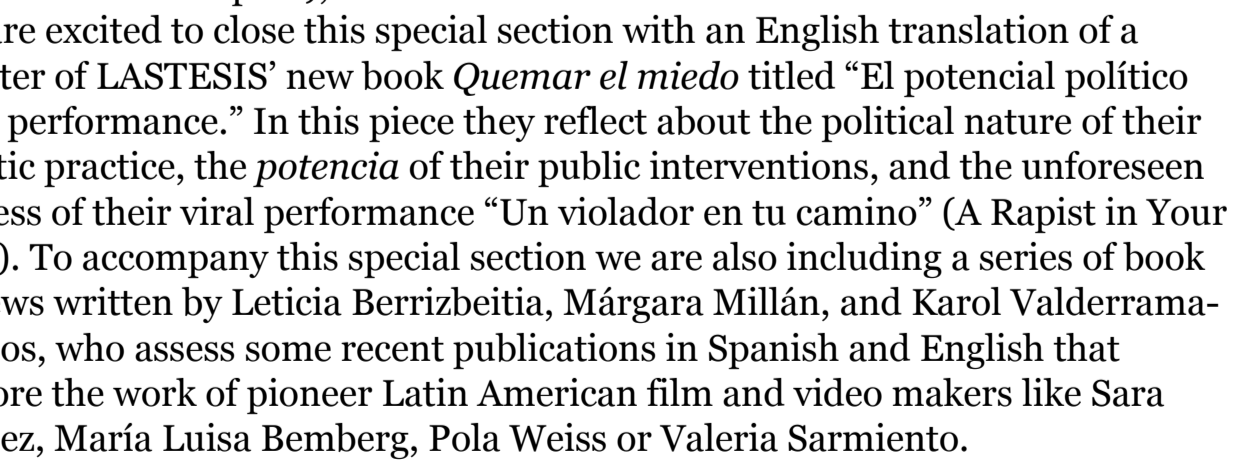 re excited to close this special section with an English translation of a
ter of LASTESIS’ new book Quemar el miedo titled “El potencial político
performance.” In this piece they reflect about the political nature of their
tic practice, the potencia of their public interventions, and the unforeseen
ess of their viral performance “Un violador en tu camino” (A Rapist in Your
). To accompany this special section we are also including a series of book
ws written by Leticia Berrizbeitia, Márgara Millán, and Karol Valderrama-
os, who assess some recent publications in Spanish and English that
ore the work of pioneer Latin American film and video makers like Sara
ez, María Luisa Bemberg, Pola Weiss or Valeria Sarmiento.